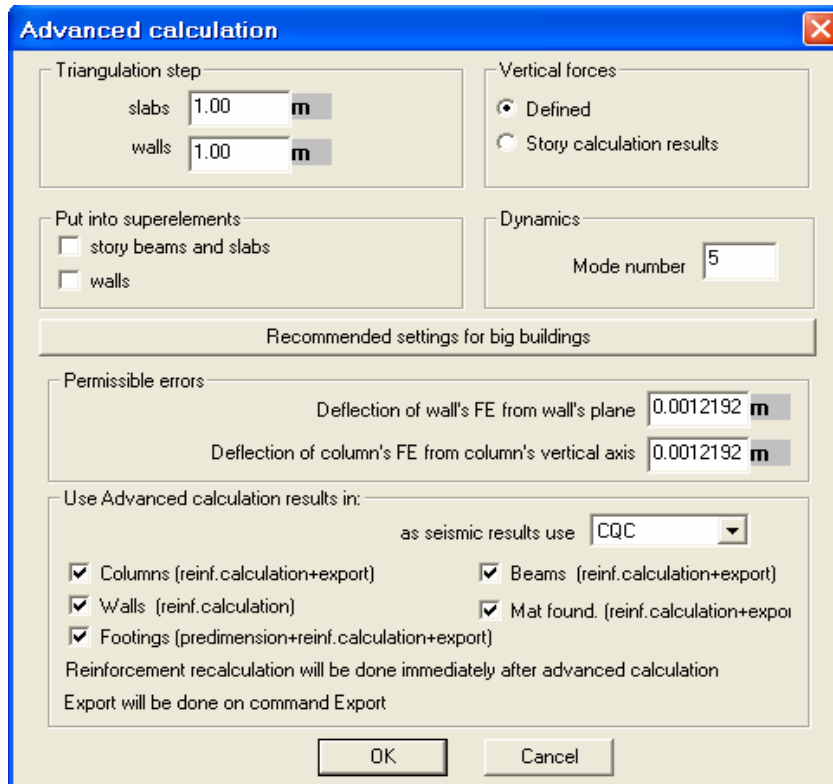 Advanced calculation
Triangulation step
slabs 1.00 m
walls 1.00 m
Vertical forces
Defined
Story calculation results
Put into superelements
story beams and slabs
walls
Dynamics
Mode number 5
Recommended settings for big buildings
Permissible errors
Deflection of wall's FE from wall's plane 0.0012192 m
Deflection of column's FE from column's vertical axis 0.0012192 m
Use Advanced calculation results in:
as seismic results use CQC
Columns (reinf.calculation+export)
Beams (reinf.calculation+export)
Walls (reinf.calculation)
Mat found. (reinf.calculation+expor
Footings (predimension+reinf.calculation+export)
Reinforcement recalculation will be done immediately after advanced calculation
Export will be done on command Export
OK
Cancel